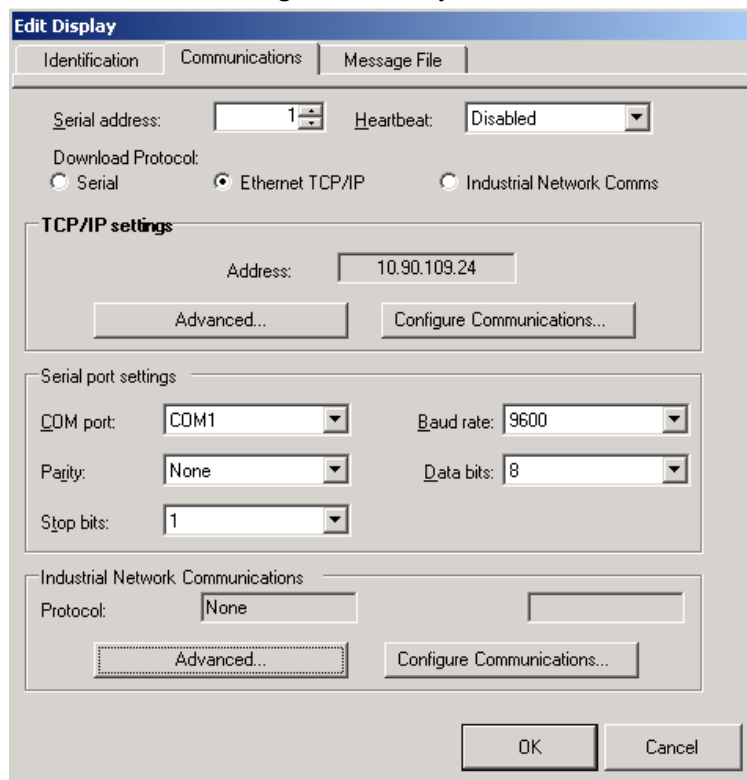 Edit Display
Identification Communications Message File
Serial address: 1 Heartbeat: Disabled
Download Protocol:
Serial Ethernet TCP/IP Industrial Network Comms
TCP/IP settings
Address: 10.90.109.24
Advanced... Configure Communications...
Serial port settings
COM port: COM1 Baud rate: 9600
Parity: None Data bits: 8
Stop bits: 1
Industrial Network Communications
Protocol: None
Advanced... Configure Communications...
OK Cancel